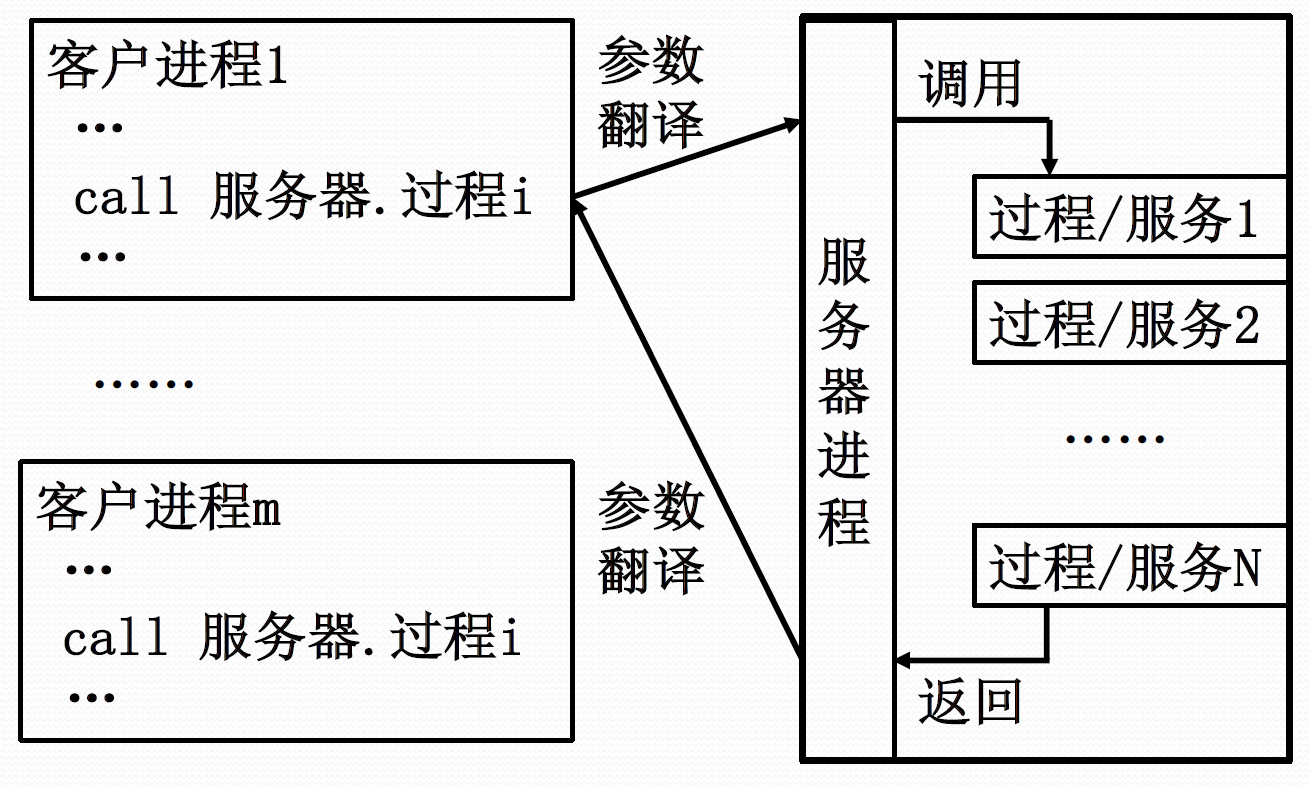 客户进程1
…
call 服务器.过程i
…
……
客户进程m
…
call 服务器.过程i
…
参数
翻译
参数
翻译
服务器进程
调用
过程/服务1
过程/服务2
……
过程/服务N
返回